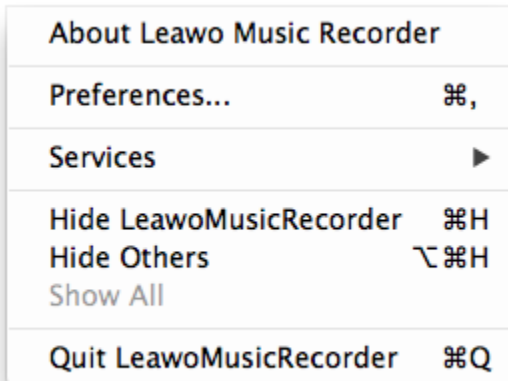 About Leawo Music Recorder
Preferences... ⌘,
Services ▶
Hide LeawoMusicRecorder ⌘H
Hide Others ⌥⌘H
Show All
Quit LeawoMusicRecorder ⌘Q